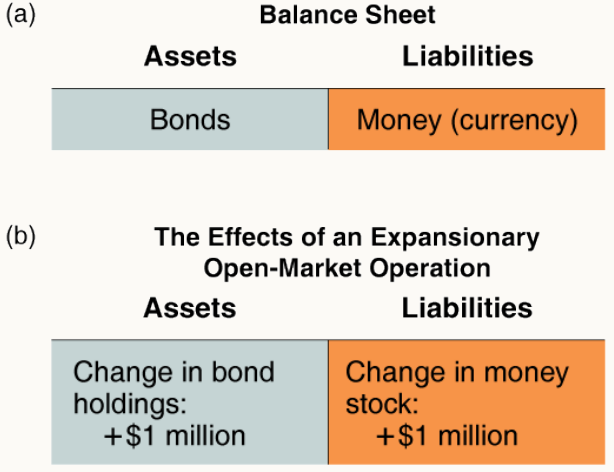 (a)
Balance Sheet
Assets Liabilities
Bonds Money (currency)
(b)
The Effects of an Expansionary
Open-Market Operation
Assets Liabilities
Change in bond
holdings:
+$1 million
Change in money
stock:
+$1 million